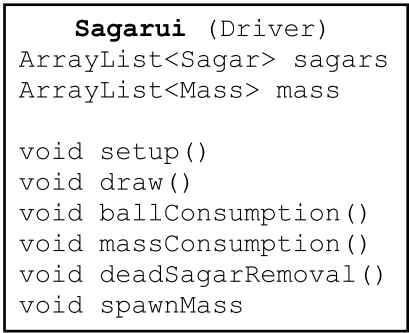 Sagarui (Driver)
ArrayList<Sagar> sagars
ArrayList<Mass> mass
void setup()
void draw()
void ballConsumption()
void massConsumption()
void deadSagarRemoval()
void spawnMass